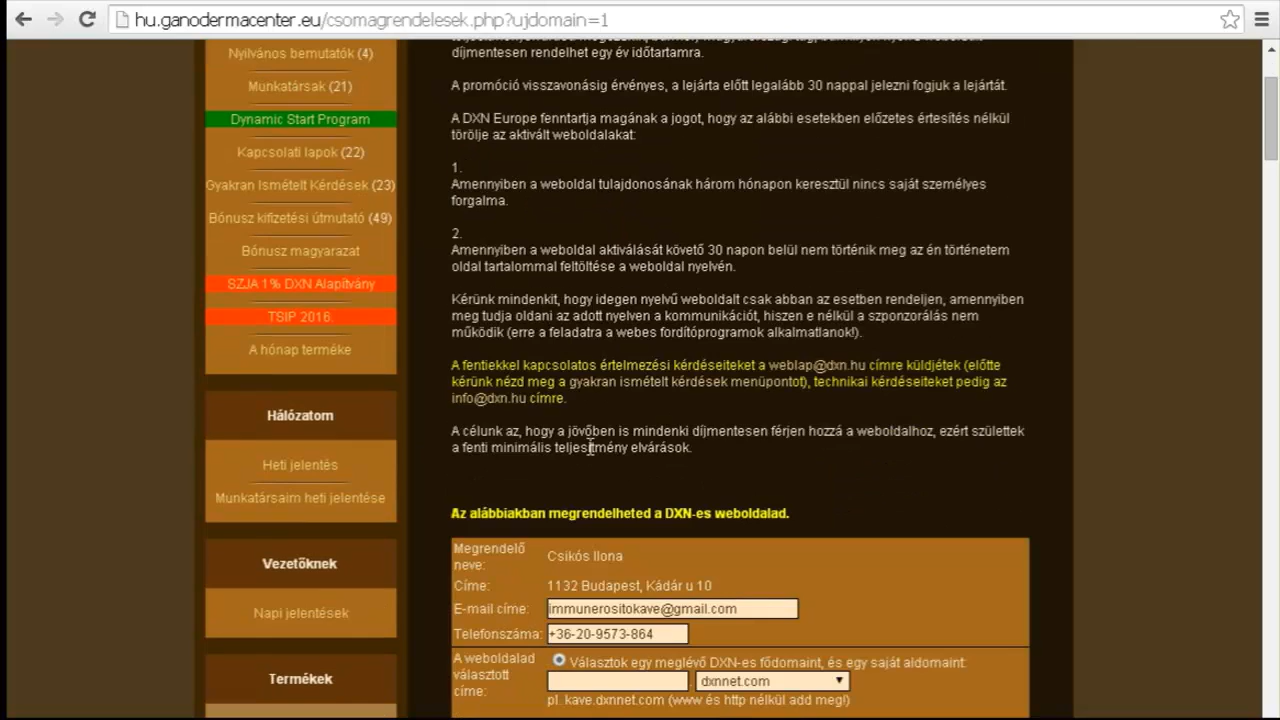 hu.ganodermacenter.eu/csomagrendelesek.php?ujdomain=1
Nyilvános bemutatók (4)
Munkatársak (21)
Dynamic Start Program
Kapcsolati lapok (22)
Gyakran Ismételt Kérdések (23)
Bónusz kifizetési útmutató (49)
Bónusz magyarazat
SZJA 1% DXN Alapítvány
TSIP 2016.
A hónap terméke
Hálózatom
Heti jelentés
Munkatársaim heti jelentése
Vezetőknek
Napi jelentések
Termékek
díjmentesen rendelhet egy év időtartamra.
A promóció visszavonásig érvényes, a lejárta előtt legalább 30 nappal jelezni fogjuk a lejártát.
A DXN Europe fenntartja magának a jogot, hogy az alábbi esetekben előzetes értesítés nélkül
törölje az aktivált weboldalakat:
1.
Amennyiben a weboldal tulajdonosának három hónapon keresztül nincs saját személyes
forgalma.
2.
Amennyiben a weboldal aktiválását követő 30 napon belül nem történik meg az én történetem
oldal tartalommal feltöltése a weboldal nyelvén.
Kérünk mindenkit, hogy idegen nyelvű weboldalt csak abban az esetben rendeljen, amennyiben
meg tudja oldani az adott nyelven a kommunikációt, hiszen e nélkül a szponzorálás nem
működik (erre a feladatra a webes fordítóprogramok alkalmatlanok!).
A fentiekkel kapcsolatos értelmezési kérdéseiteket a weblap@dxn.hu címre küldjétek (előtte
kérünk nézd meg a gyakran ismételt kérdések menüpontot), technikai kérdéseiteket pedig az
info@dxn.hu címre.
A célunk az, hogy a jövőben is mindenki díjmentesen férjen hozzá a weboldalhoz, ezért születtek
a fenti minimális teljesítmény elvárások.
Az alábbiakban megrendelheted a DXN-es weboldalad.
Megrendelő
neve:
Csikós Ilona
Címe:
1132 Budapest, Kádár u 10
E-mail címe:
immunerositokave@gmail.com
Telefonszáma:
+36-20-9573-864
A weboldalad
választott
címe:
Választok egy meglévő DXN-es fődomaint, és egy saját aldomaint:
dxnnet.com
pl. kave.dxnnet.com (www és http nélkül add meg!)